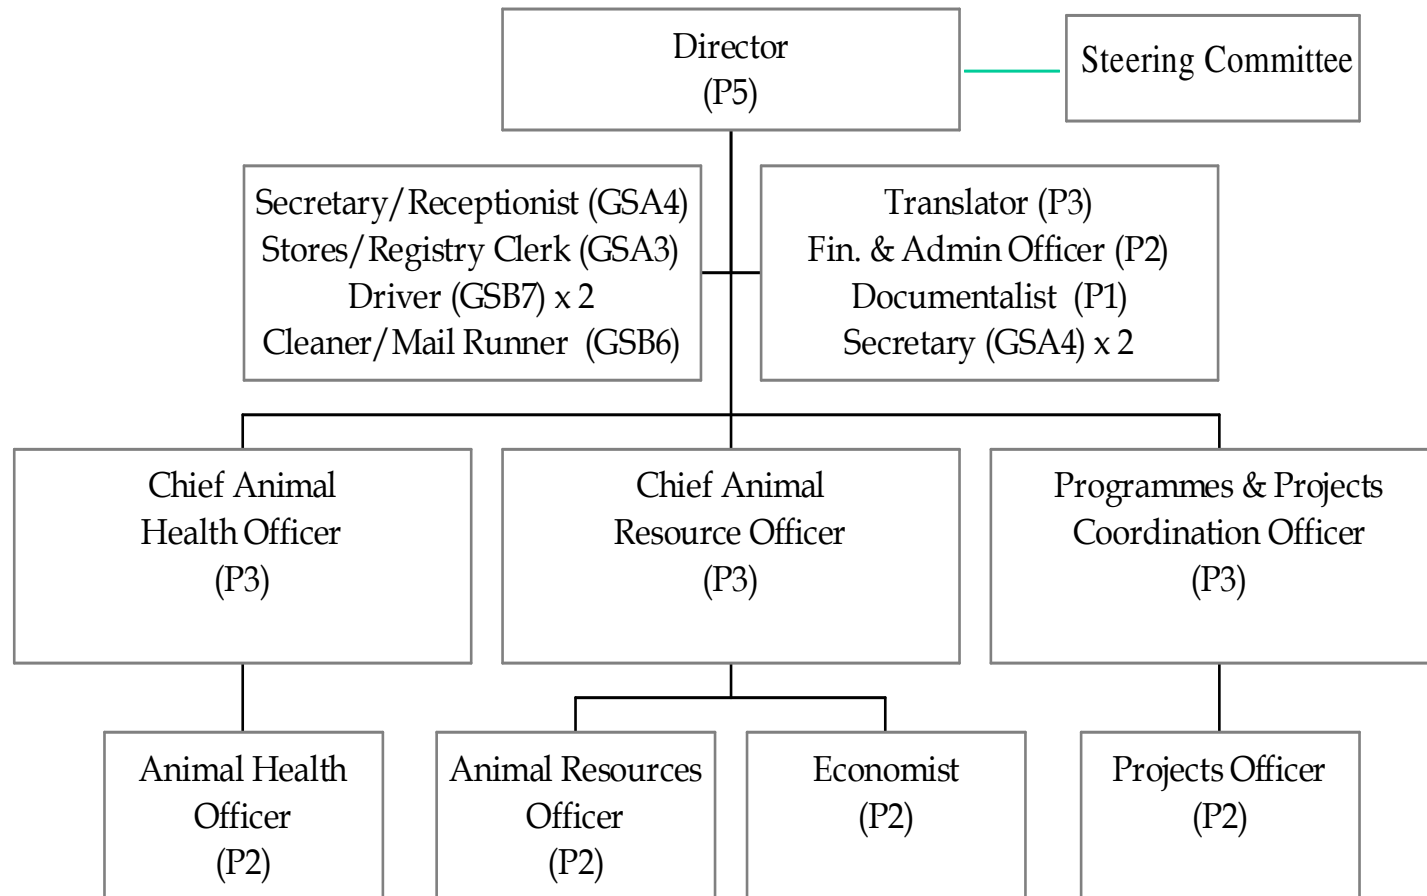 Director
(P5)
Steering Committee
Secretary/Receptionist (GSA4)
Stores/Registry Clerk (GSA3)
Driver (GSB7) x 2
Cleaner/Mail Runner (GSB6)
Translator (P3)
Fin. & Admin Officer (P2)
Documentalist (P1)
Secretary (GSA4) x 2
Chief Animal
Health Officer
(P3)
Chief Animal
Resource Officer
(P3)
Programmes & Projects
Coordination Officer
(P3)
Animal Health
Officer
(P2)
Animal Resources
Officer
(P2)
Economist
(P2)
Projects Officer
(P2)